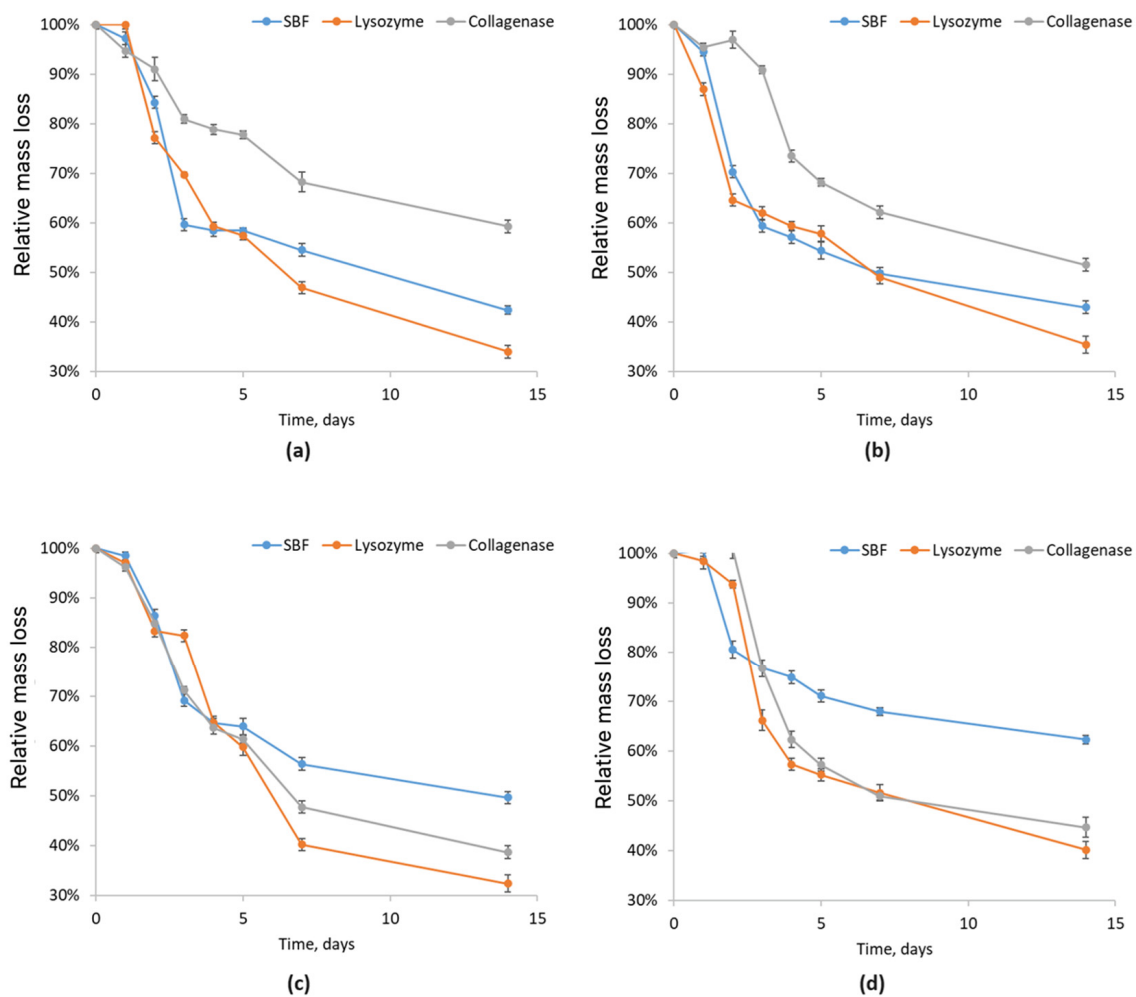 SBF Lysozyme Collagenase
100%
90%
80%
70%
60%
50%
40%
30%
Relative mass loss
0 5 10 15
Time, days
(a)
SBF Lysozyme Collagenase
100%
90%
80%
70%
60%
50%
40%
30%
Relative mass loss
0 5 10 15
Time, days
(b)
SBF Lysozyme Collagenase
100%
90%
80%
70%
60%
50%
40%
30%
Relative mass loss
0 5 10 15
Time, days
(c)
SBF Lysozyme Collagenase
100%
90%
80%
70%
60%
50%
40%
30%
Relative mass loss
0 5 10 15
Time, days
(d)